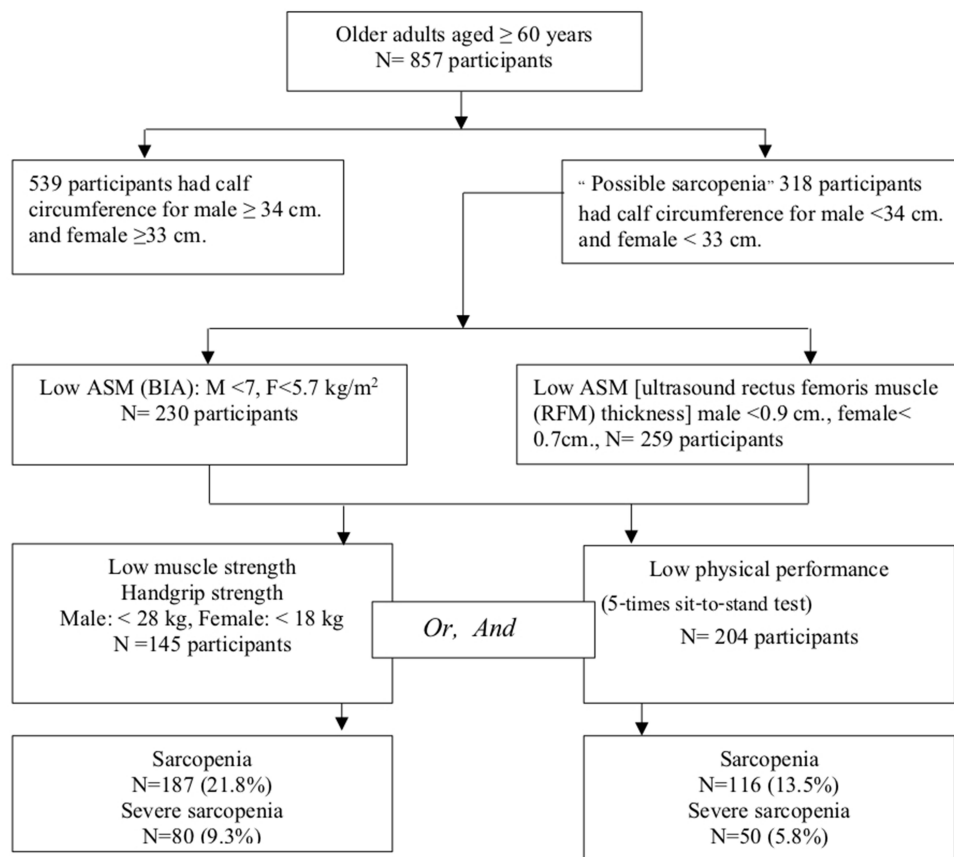 Older adults aged ≥ 60 years
N= 857 participants
539 participants had calf
circumference for male ≥ 34 cm.
and female ≥33 cm.
“ Possible sarcopenia” 318 participants
had calf circumference for male <34 cm.
and female < 33 cm.
Low ASM (BIA): M <7, F<5.7 kg/m²
N= 230 participants
Low ASM [ultrasound rectus femoris muscle
(RFM) thickness] male <0.9 cm., female<
0.7cm., N= 259 participants
Low muscle strength
Handgrip strength
Male: < 28 kg, Female: < 18 kg
N =145 participants
Or, And
Low physical performance
(5-times sit-to-stand test)
N= 204 participants
Sarcopenia
N=187 (21.8%)
Severe sarcopenia
N=80 (9.3%)
Sarcopenia
N=116 (13.5%)
Severe sarcopenia
N=50 (5.8%)